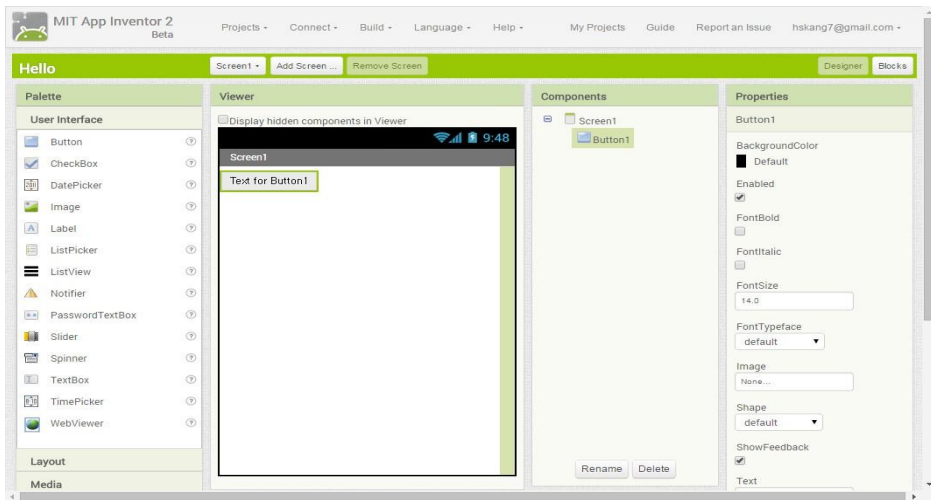 MIT App Inventor 2
Beta
Projects Connect Build Language Help My Projects Guide Report an Issue hskang7@gmail.com
Hello Screen1 Add Screen ... Remove Screen Designer Blocks
Palette
User Interface
Button
CheckBox
DatePicker
Image
Label
ListPicker
ListView
Notifier
PasswordTextBox
Slider
Spinner
TextBox
TimePicker
WebViewer
Layout
Media
Viewer
Display hidden components in Viewer
9:48
Screen1
Text for Button1
Components
Screen1
Button1
Rename Delete
Properties
Button1
BackgroundColor
Default
Enabled
FontBold
FontItalic
FontSize
14.0
FontTypeface
default
Image
None...
Shape
default
ShowFeedback
Text